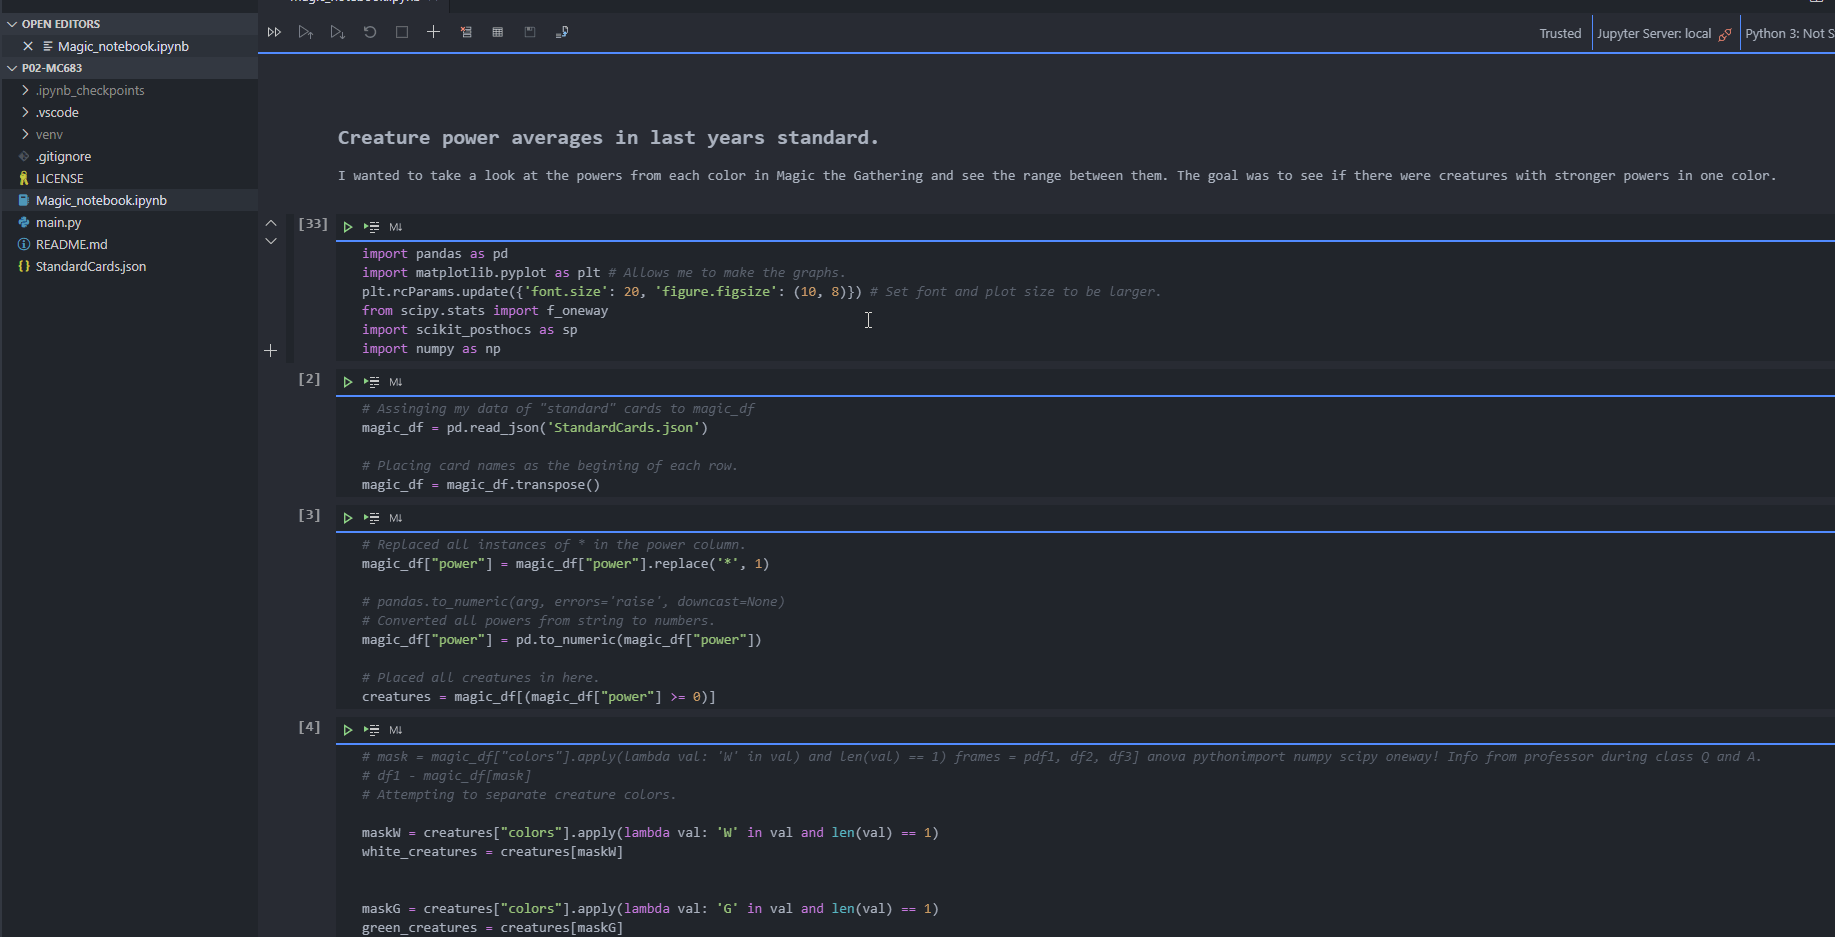 OPEN EDITORS
Magic_notebook.ipynb
P02-MC683
.ipynb_checkpoints
.vscode
venv
.gitignore
LICENSE
Magic_notebook.ipynb
main.py
README.md
{} StandardCards.json
Trusted
Jupyter Server: local
Python 3: Not S
Creature power averages in last years standard.
I wanted to take a look at the powers from each color in Magic the Gathering and see the range between them. The goal was to see if there were creatures with stronger powers in one color.
[33]
M↓
import pandas as pd
import matplotlib.pyplot as plt # Allows me to make the graphs.
plt.rcParams.update({'font.size': 20, 'figure.figsize': (10, 8)}) # Set font and plot size to be larger.
from scipy.stats import f_oneway
import scikit_posthocs as sp
import numpy as np
[2]
M↓
# Assinging my data of "standard" cards to magic_df
magic_df = pd.read_json('StandardCards.json')
# Placing card names as the begining of each row.
magic_df = magic_df.transpose()
[3]
M↓
# Replaced all instances of * in the power column.
magic_df["power"] = magic_df["power"].replace('*', 1)
# pandas.to_numeric(arg, errors='raise', downcast=None)
# Converted all powers from string to numbers.
magic_df["power"] = pd.to_numeric(magic_df["power"])
# Placed all creatures in here.
creatures = magic_df[(magic_df["power"] >= 0)]
[4]
M↓
# mask = magic_df["colors"].apply(lambda val: 'W' in val) and len(val) == 1) frames = pdf1, df2, df3] anova pythonimport numpy scipy oneway! Info from professor during class Q and A.
# df1 - magic_df[mask]
# Attempting to separate creature colors.
maskW = creatures["colors"].apply(lambda val: 'W' in val and len(val) == 1)
white_creatures = creatures[maskW]
maskG = creatures["colors"].apply(lambda val: 'G' in val and len(val) == 1)
green_creatures = creatures[maskG]